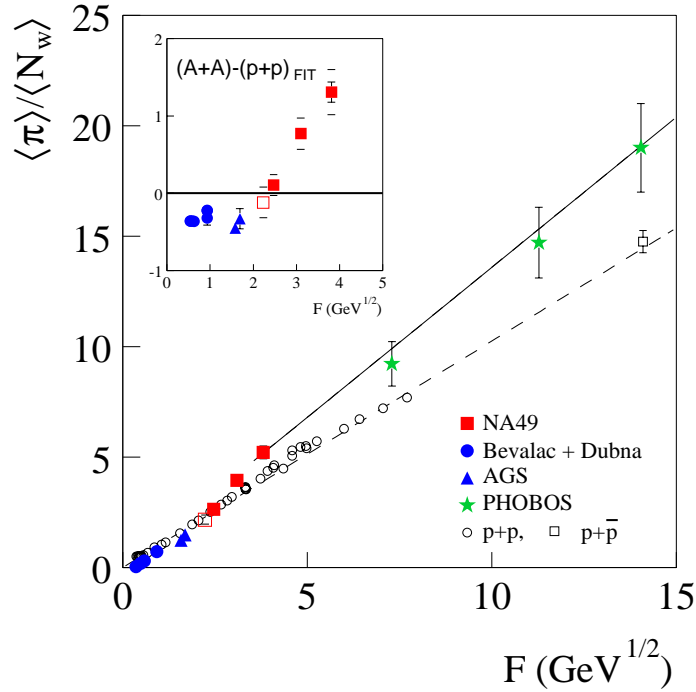 ⟨π⟩/⟨N_w⟩
25
20
15
10
5
0
0 5 10 15
F (GeV^{1/2})
(A+A)-(p+p)_{FIT}
2
1
0
-1
0 1 2 3 4 5
F (GeV^{1/2})
NA49
Bevalac + Dubna
AGS
PHOBOS
p+p, p+p̅